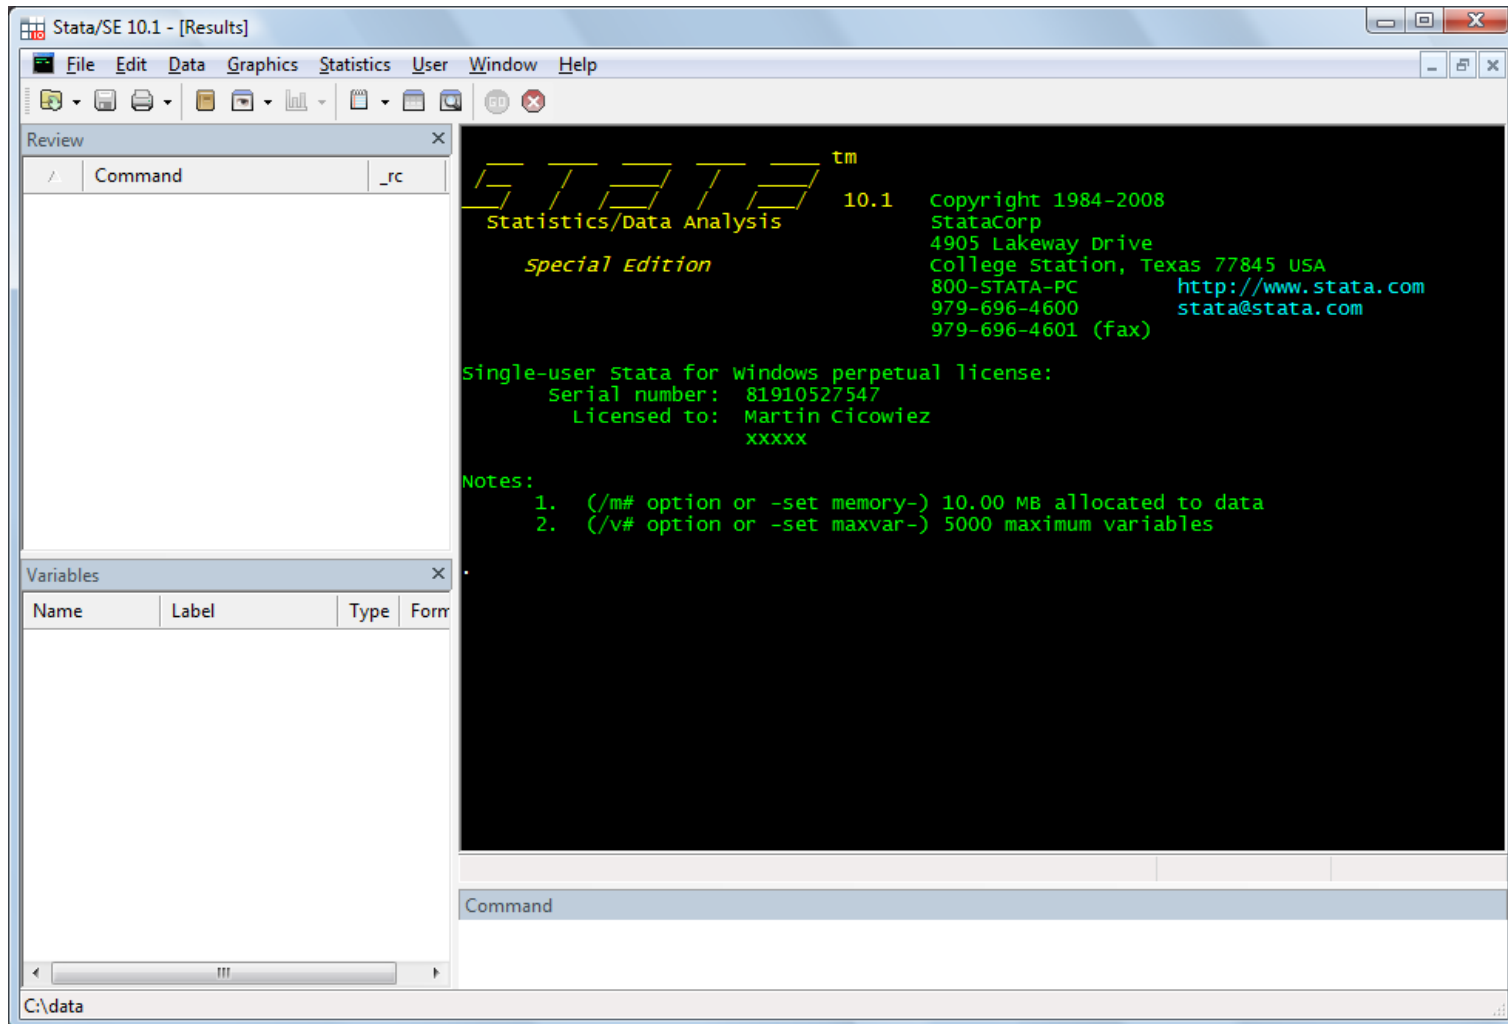 Stata/SE 10.1 - [Results]
File Edit Data Graphics Statistics User Window Help
Review
Command _rc
STATA tm
10.1 Copyright 1984-2008
Statistics/Data Analysis StataCorp
4905 Lakeway Drive
Special Edition College Station, Texas 77845 USA
800-STATA-PC http://www.stata.com
979-696-4600 stata@stata.com
979-696-4601 (fax)
Single-user Stata for Windows perpetual license:
Serial number: 81910527547
Licensed to: Martin Cicowiez
xxxxx
Notes:
1. (/m# option or -set memory-) 10.00 MB allocated to data
2. (/v# option or -set maxvar-) 5000 maximum variables
.
Variables
Name Label Type Form
Command
C:\data